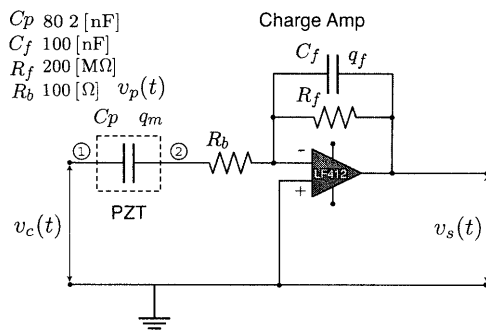 Charge Amp
Cp 80 2 [nF]
Cf 100 [nF]
Rf 200 [MΩ]
Rb 100 [Ω] vp(t)
Cf qf
Rf
Cp qm
① ②
Rb
-
+
LF412
PZT
vc(t)
vs(t)